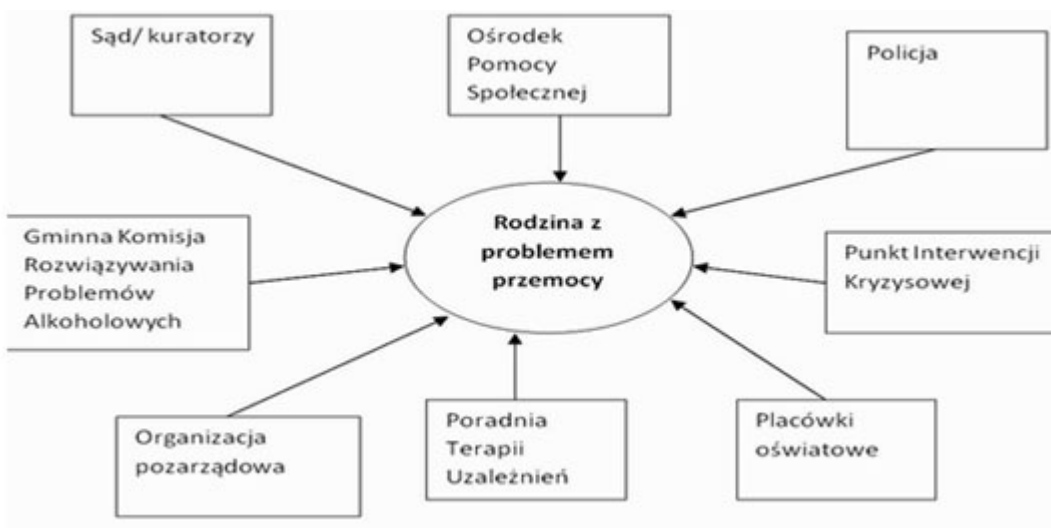 Sąd/ kuratorzy
Ośrodek
Pomocy
Społecznej
Policja
Gminna Komisja
Rozwiązywania
Problemów
Alkoholowych
Rodzina z
problemem
przemocy
Punkt Interwencji
Kryzysowej
Organizacja
pozarządowa
Poradnia
Terapii
Uzależnień
Placówki
oświatowe